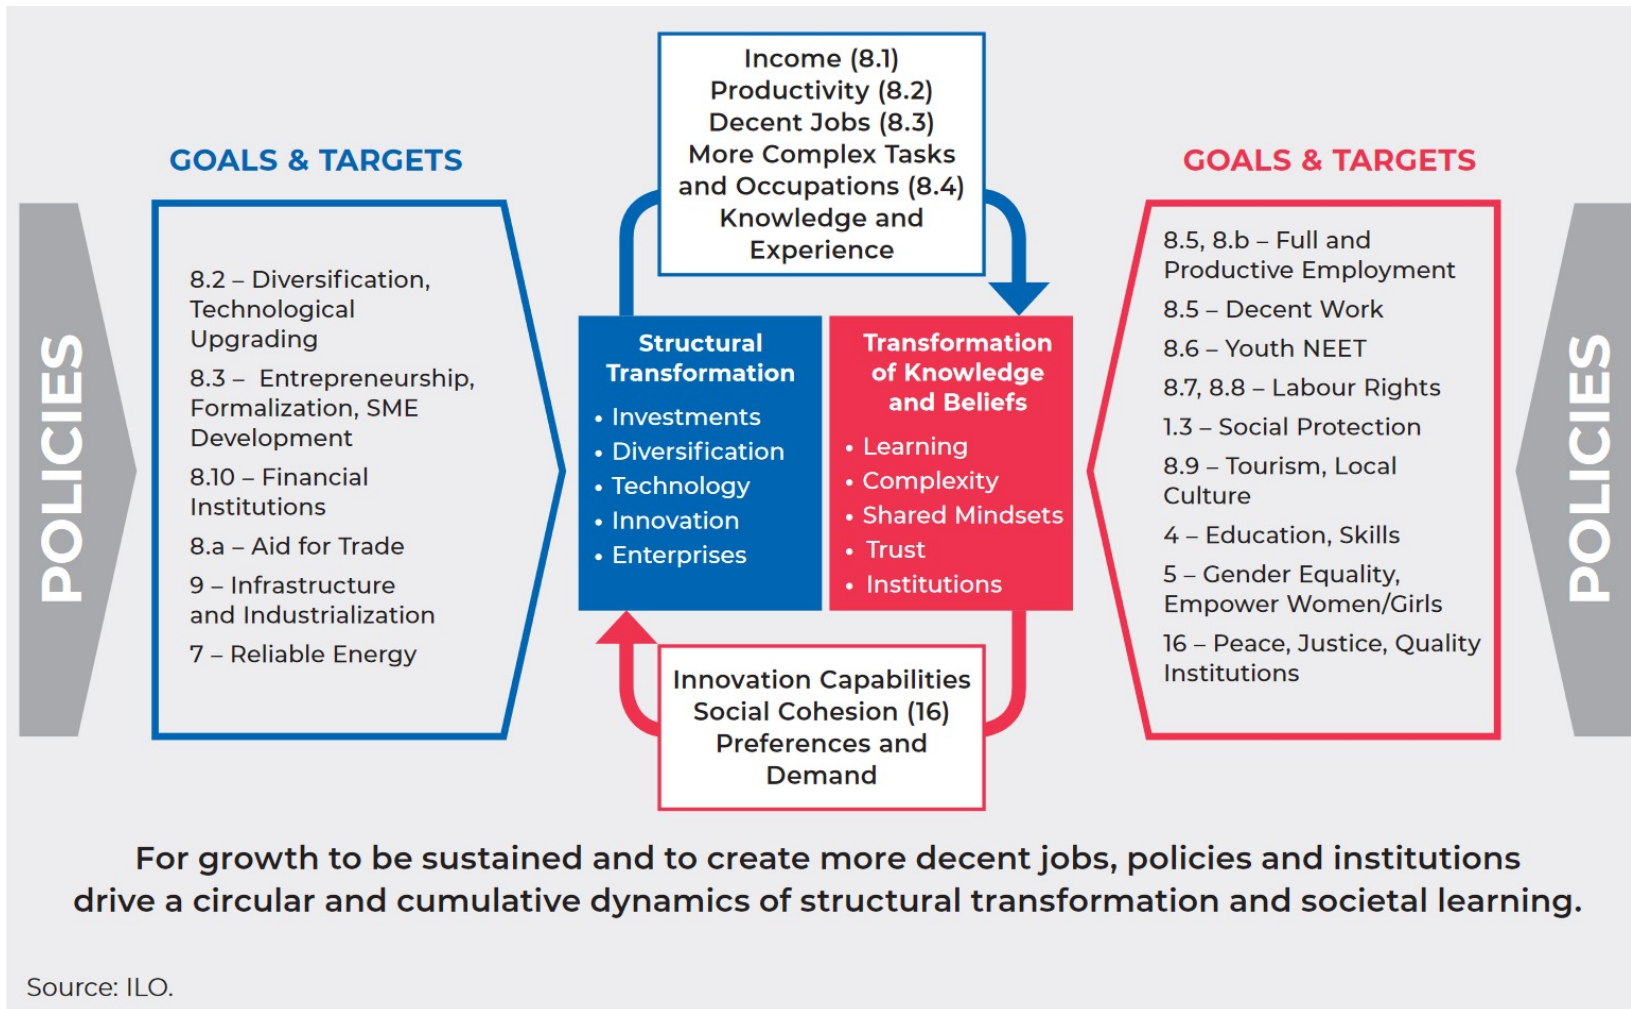 Income (8.1)
Productivity (8.2)
Decent Jobs (8.3)
More Complex Tasks
and Occupations (8.4)
Knowledge and
Experience
POLICIES
GOALS & TARGETS
8.2 – Diversification,
Technological
Upgrading
8.3 – Entrepreneurship,
Formalization, SME
Development
8.10 – Financial
Institutions
8.a – Aid for Trade
9 – Infrastructure
and Industrialization
7 – Reliable Energy
Structural
Transformation
• Investments
• Diversification
• Technology
• Innovation
• Enterprises
Transformation
of Knowledge
and Beliefs
• Learning
• Complexity
• Shared Mindsets
• Trust
• Institutions
GOALS & TARGETS
8.5, 8.b – Full and
Productive Employment
8.5 – Decent Work
8.6 – Youth NEET
8.7, 8.8 – Labour Rights
1.3 – Social Protection
8.9 – Tourism, Local
Culture
4 – Education, Skills
5 – Gender Equality,
Empower Women/Girls
16 – Peace, Justice, Quality
Institutions
POLICIES
Innovation Capabilities
Social Cohesion (16)
Preferences and
Demand
For growth to be sustained and to create more decent jobs, policies and institutions
drive a circular and cumulative dynamics of structural transformation and societal learning.
Source: ILO.